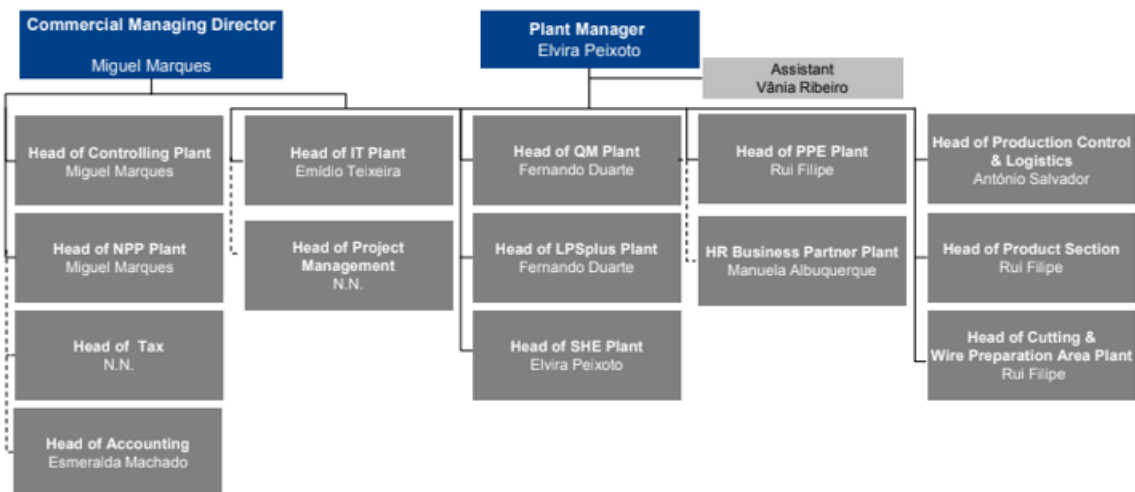 Commercial Managing Director
Miguel Marques
Plant Manager
Elvira Peixoto
Assistant
Vânia Ribeiro
Head of Controlling Plant
Miguel Marques
Head of IT Plant
Emídio Teixeira
Head of QM Plant
Fernando Duarte
Head of PPE Plant
Rui Filipe
Head of Production Control
& Logistics
António Salvador
Head of NPP Plant
Miguel Marques
Head of Project
Management
N.N.
Head of LPSplus Plant
Fernando Duarte
HR Business Partner Plant
Manuela Albuquerque
Head of Product Section
Rui Filipe
Head of Tax
N.N.
Head of SHE Plant
Elvira Peixoto
Head of Cutting &
Wire Preparation Area Plant
Rui Filipe
Head of Accounting
Esmeralda Machado